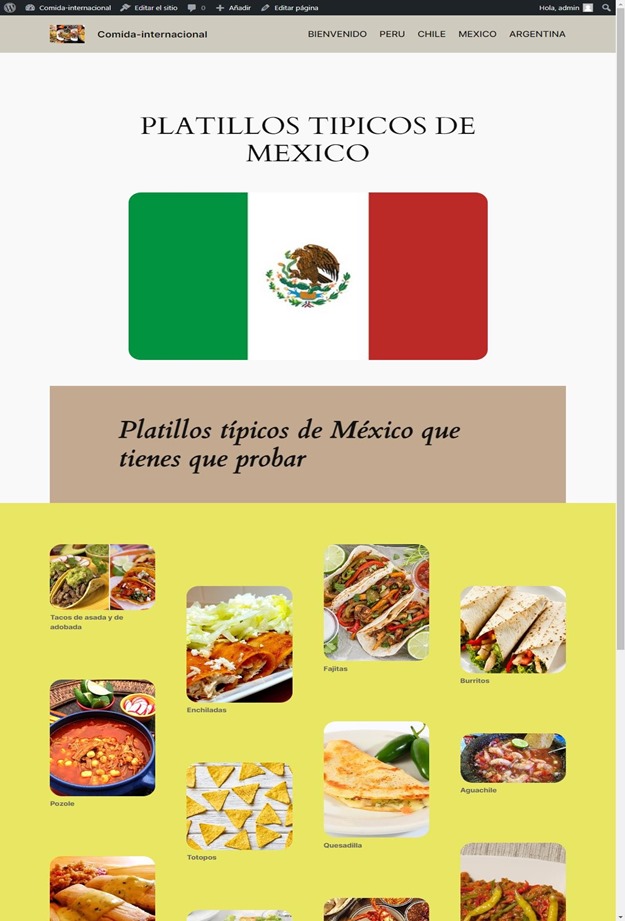 Comida-internacional
Editar el sitio
0
Añadir
Editar página
Hola, admin
Comida-internacional
BIENVENIDO
PERU
CHILE
MEXICO
ARGENTINA
PLATILLOS TIPICOS DE
MEXICO
Platillos típicos de México que
tienes que probar
Tacos de asada y de
adobada
Enchiladas
Fajitas
Burritos
Pozole
Totopos
Quesadilla
Aguachile